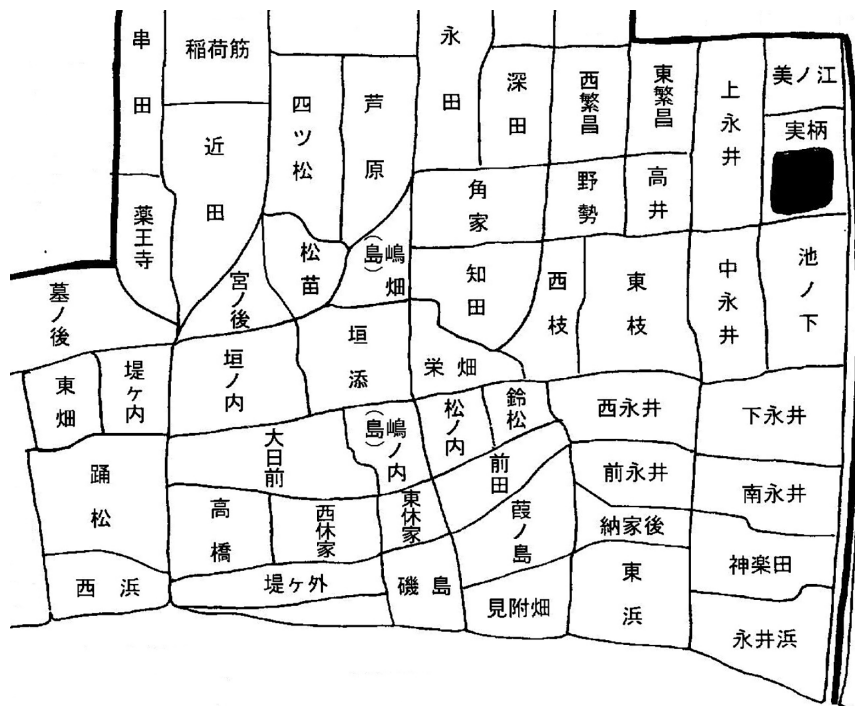 串田
稲荷筋
永田
四ツ松
芦原
深田
西繁昌
東繁昌
上永井
美ノ江
実柄
近田
角家
野勢
高井
薬王寺
松苗
嶋畑
(島)
知田
西枝
東枝
中永井
池ノ下
墓ノ後
宮ノ後
垣ノ内
垣添
栄畑
東畑
堤ヶ内
大日前
嶋ノ内
(島)
松ノ内
鈴松
西永井
下永井
踊松
高橋
西休家
東休家
前田
葭ノ島
前永井
南永井
納家後
神楽田
西浜
堤ヶ外
磯島
見附畑
東浜
永井浜